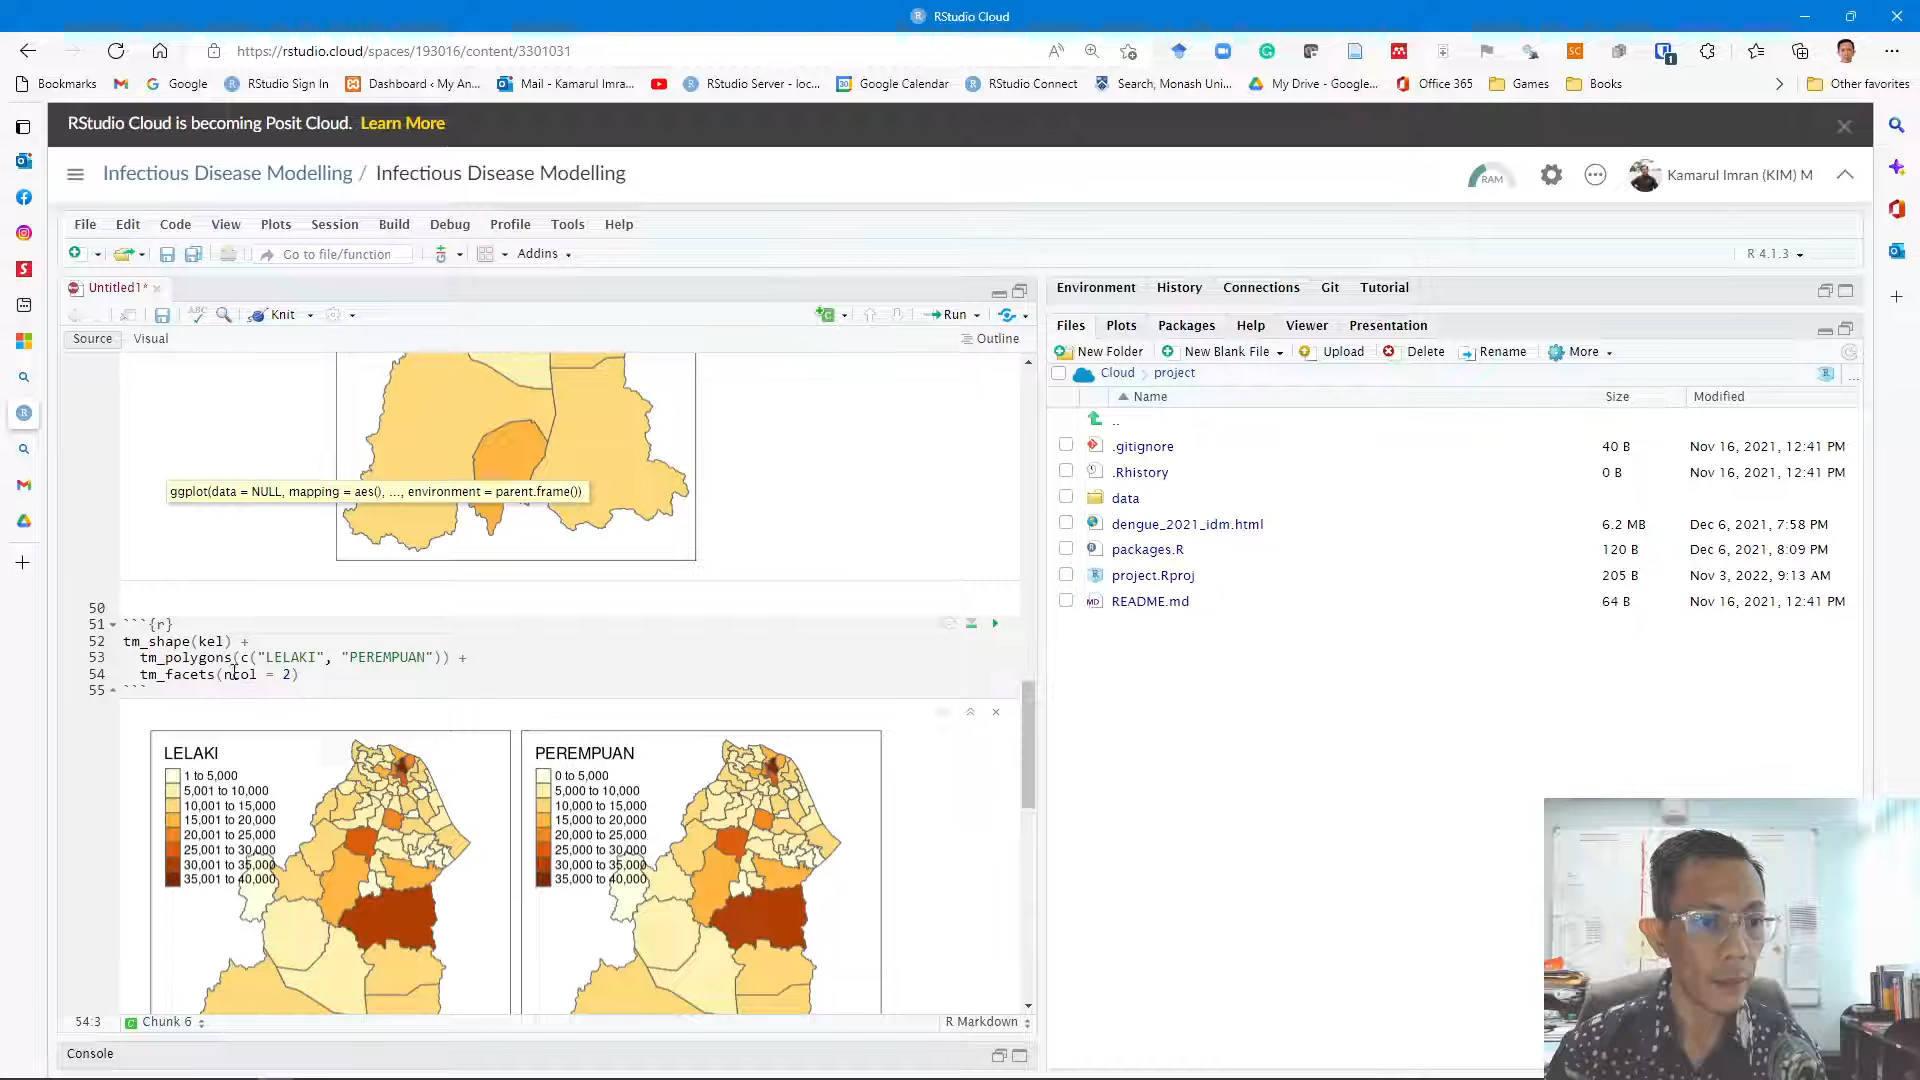 RStudio Cloud
https://rstudio.cloud/spaces/193016/content/3301031
Bookmarks
Google
RStudio Sign In
Dashboard ‹ My An...
Mail - Kamarul Imra...
RStudio Server - loc...
Google Calendar
RStudio Connect
Search, Monash Uni...
My Drive - Google...
Office 365
Games
Books
Other favorites
RStudio Cloud is becoming Posit Cloud. Learn More
Infectious Disease Modelling / Infectious Disease Modelling
RAM
Kamarul Imran (KIM) M
File Edit Code View Plots Session Build Debug Profile Tools Help
Go to file/function
Addins
R 4.1.3
Untitled1*
Knit
Run
Source
Visual
Outline
ggplot(data = NULL, mapping = aes(), ..., environment = parent.frame())
50
51 ```{r}
52 tm_shape(kel) +
53 tm_polygons(c("LELAKI", "PEREMPUAN")) +
54 tm_facets(ncol = 2)
55 ```
LELAKI
1 to 5,000
5,001 to 10,000
10,001 to 15,000
15,001 to 20,000
20,001 to 25,000
25,001 to 30,000
30,001 to 35,000
35,001 to 40,000
PEREMPUAN
0 to 5,000
5,000 to 10,000
10,000 to 15,000
15,000 to 20,000
20,000 to 25,000
25,000 to 30,000
30,000 to 35,000
35,000 to 40,000
54:3
Chunk 6
R Markdown
Console
Environment History Connections Git Tutorial
Files Plots Packages Help Viewer Presentation
New Folder New Blank File Upload Delete Rename More
Cloud project
Name Size Modified
..
.gitignore 40 B Nov 16, 2021, 12:41 PM
.Rhistory 0 B Nov 16, 2021, 12:41 PM
data
dengue_2021_idm.html 6.2 MB Dec 6, 2021, 7:58 PM
packages.R 120 B Dec 6, 2021, 8:09 PM
project.Rproj 205 B Nov 3, 2022, 9:13 AM
README.md 64 B Nov 16, 2021, 12:41 PM